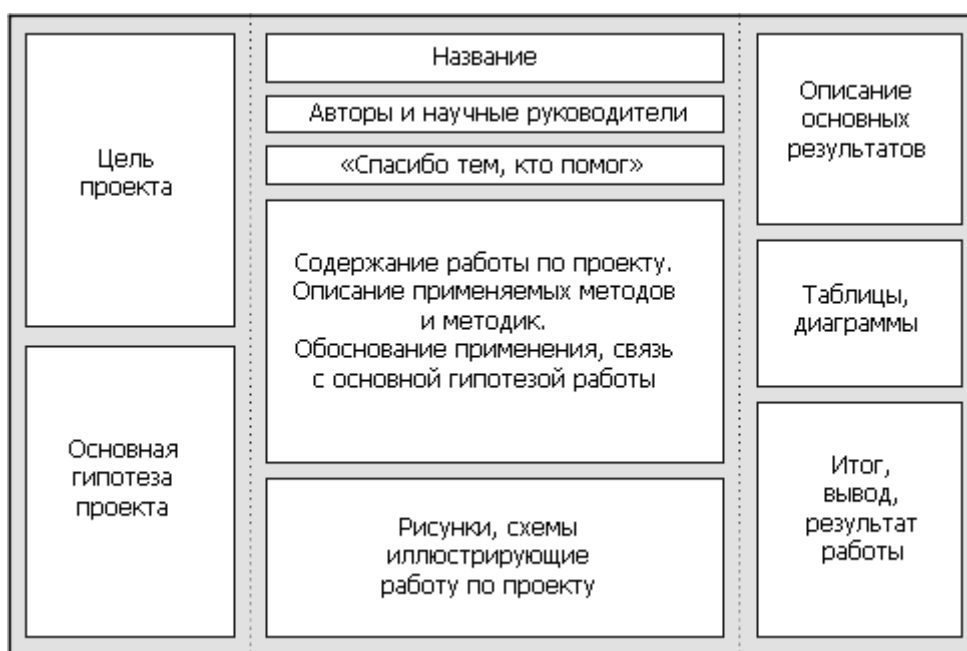 Цель
проекта
Основная
гипотеза
проекта
Название
Авторы и научные руководители
«Спасибо тем, кто помог»
Содержание работы по проекту.
Описание применяемых методов
и методик.
Обоснование применения, связь
с основной гипотезой работы
Рисунки, схемы
иллюстрирующие
работу по проекту
Описание
основных
результатов
Таблицы,
диаграммы
Итог,
вывод,
результат
работы